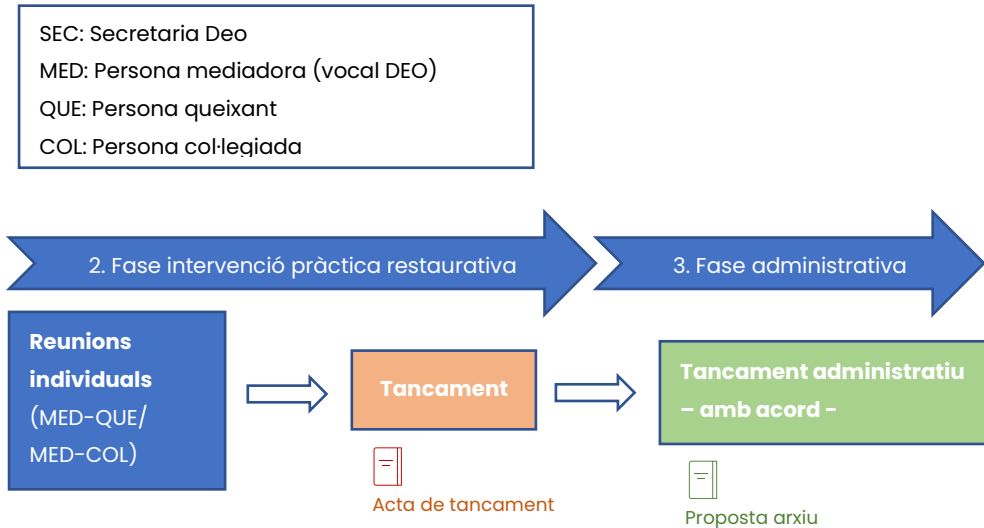 SEC: Secretaria Deo
MED: Persona mediadora (vocal DEO)
QUE: Persona queixant
COL: Persona col·legiada
2. Fase intervenció pràctica restaurativa
3. Fase administrativa
Reunions
individuals
(MED-QUE/
MED-COL)
Tancament
Tancament administratiu
– amb acord -
Acta de tancament
Proposta arxiu